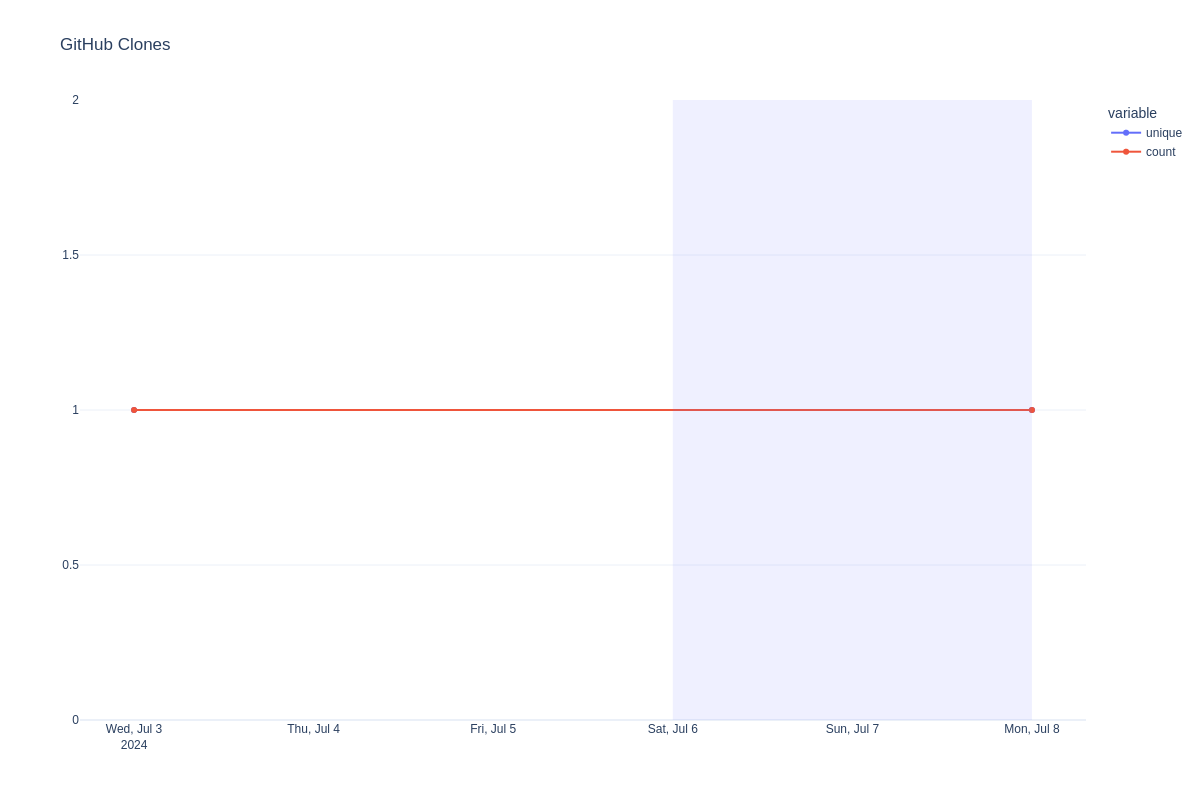 GitHub Clones
2
1.5
1
0.5
0
Wed, Jul 3
2024
Thu, Jul 4
Fri, Jul 5
Sat, Jul 6
Sun, Jul 7
Mon, Jul 8
variable
unique
count